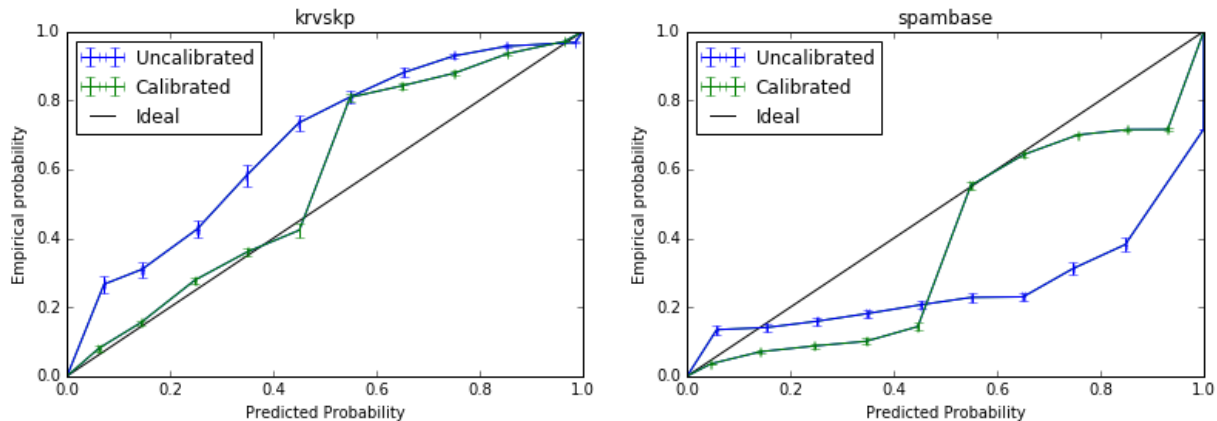 krvskp
Uncalibrated
Calibrated
Ideal
1.0
0.8
0.6
0.4
0.2
0.0
Empirical probability
0.0 0.2 0.4 0.6 0.8 1.0
Predicted Probability
spambase
Uncalibrated
Calibrated
Ideal
1.0
0.8
0.6
0.4
0.2
0.0
Empirical probability
0.0 0.2 0.4 0.6 0.8 1.0
Predicted Probability